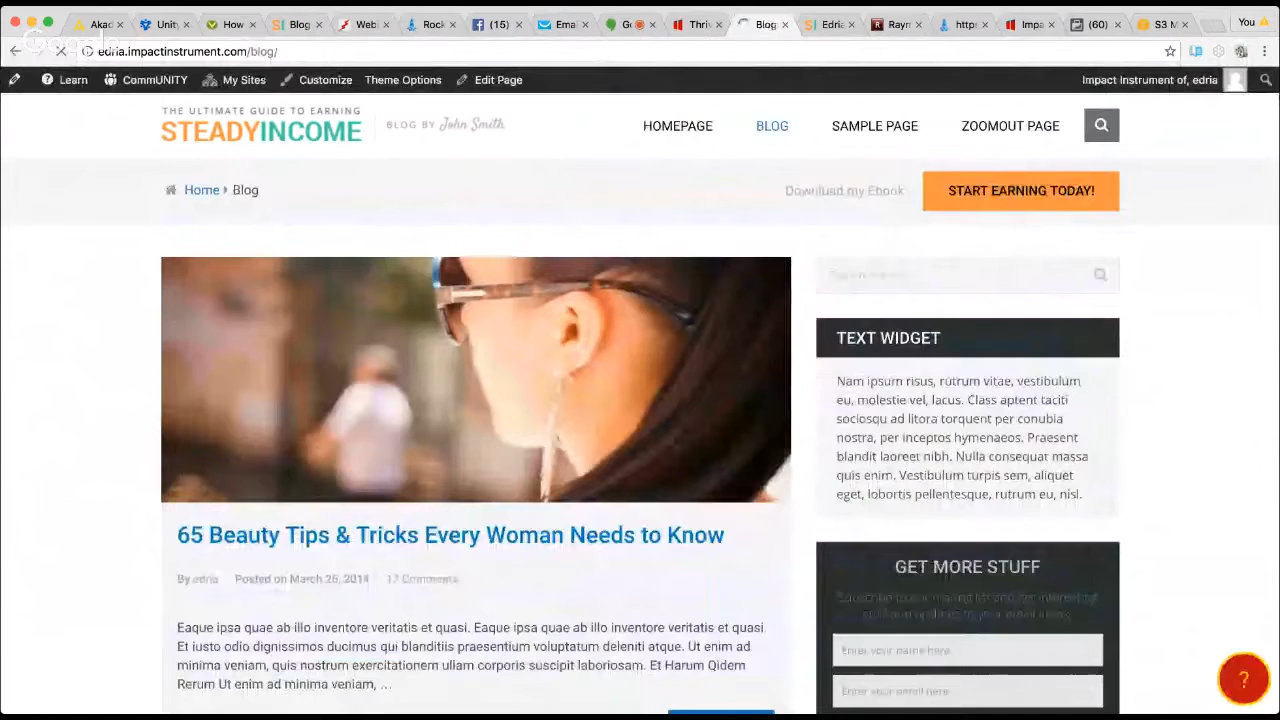 Akad
Unity
How
Blog
Web
Rock
(15)
Ema
Go
Thriv
Blog
Edria
Rayn
https
Impa
(60)
S3 M
You
Google
edria.impactinstrument.com/blog/
Learn CommUNITY My Sites Customize Theme Options Edit Page Impact Instrument of, edria
THE ULTIMATE GUIDE TO EARNING
STEADYINCOME
BLOG BY John Smith
HOMEPAGE BLOG SAMPLE PAGE ZOOMOUT PAGE
Home Blog
Download my Ebook START EARNING TODAY!
TEXT WIDGET
Nam ipsum risus, rutrum vitae, vestibulum
eu, molestie vel, lacus. Class aptent taciti
sociosqu ad litora torquent per conubia
nostra, per inceptos hymenaeos. Praesent
blandit laoreet nibh. Nulla consequat massa
quis enim. Vestibulum turpis sem, aliquet
eget, lobortis pellentesque, rutrum eu, nisl.
65 Beauty Tips & Tricks Every Woman Needs to Know
By edria Posted on March 26, 2014 17 Comments
Eaque ipsa quae ab illo inventore veritatis et quasi. Eaque ipsa quae ab illo inventore veritatis et quasi
Et iusto odio dignissimos ducimus qui blanditiis praesentium voluptatum deleniti atque. Ut enim ad
minima veniam, quis nostrum exercitationem ullam corporis suscipit laboriosam. Et Harum Qidem
Rerum Ut enim ad minima veniam, ...
GET MORE STUFF
Enter your name here
Enter your email here
?